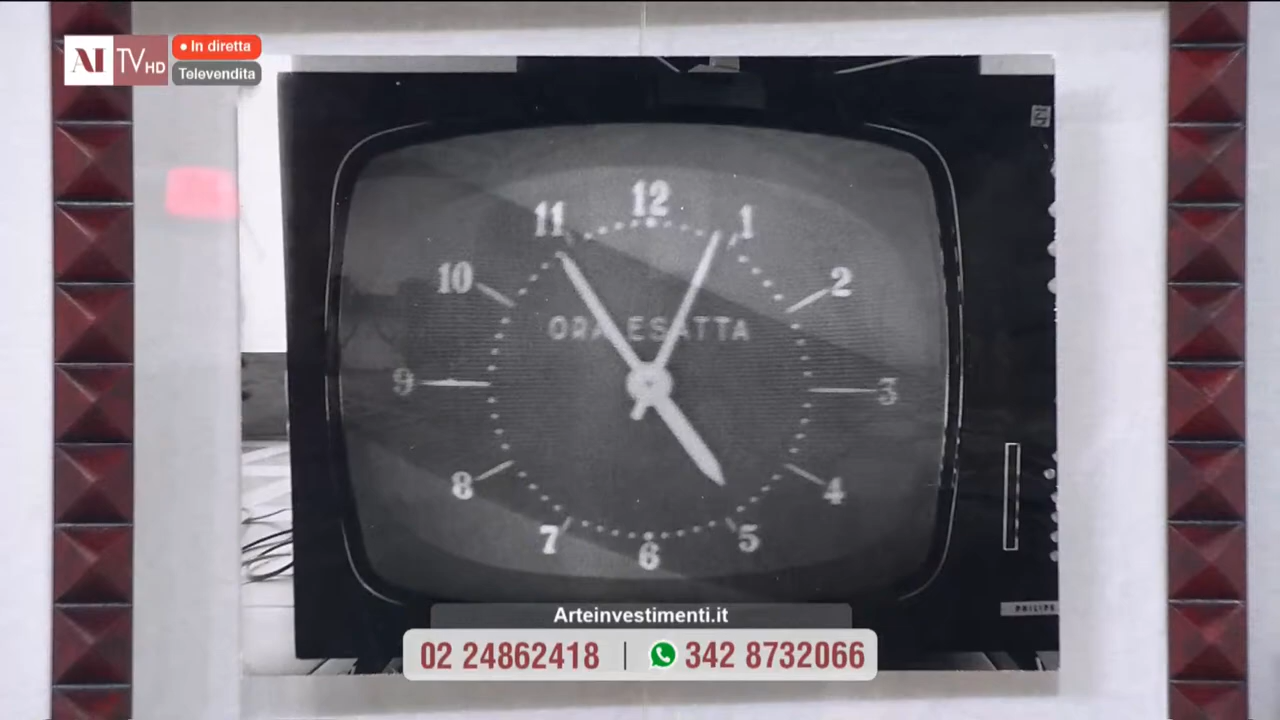 AI TV HD
In diretta
Televendita
12
11
1
10
2
ORA ESATTA
9
3
8
4
7
5
6
PHILIPS
Arteinvestimenti.it
02 24862418 | 342 8732066